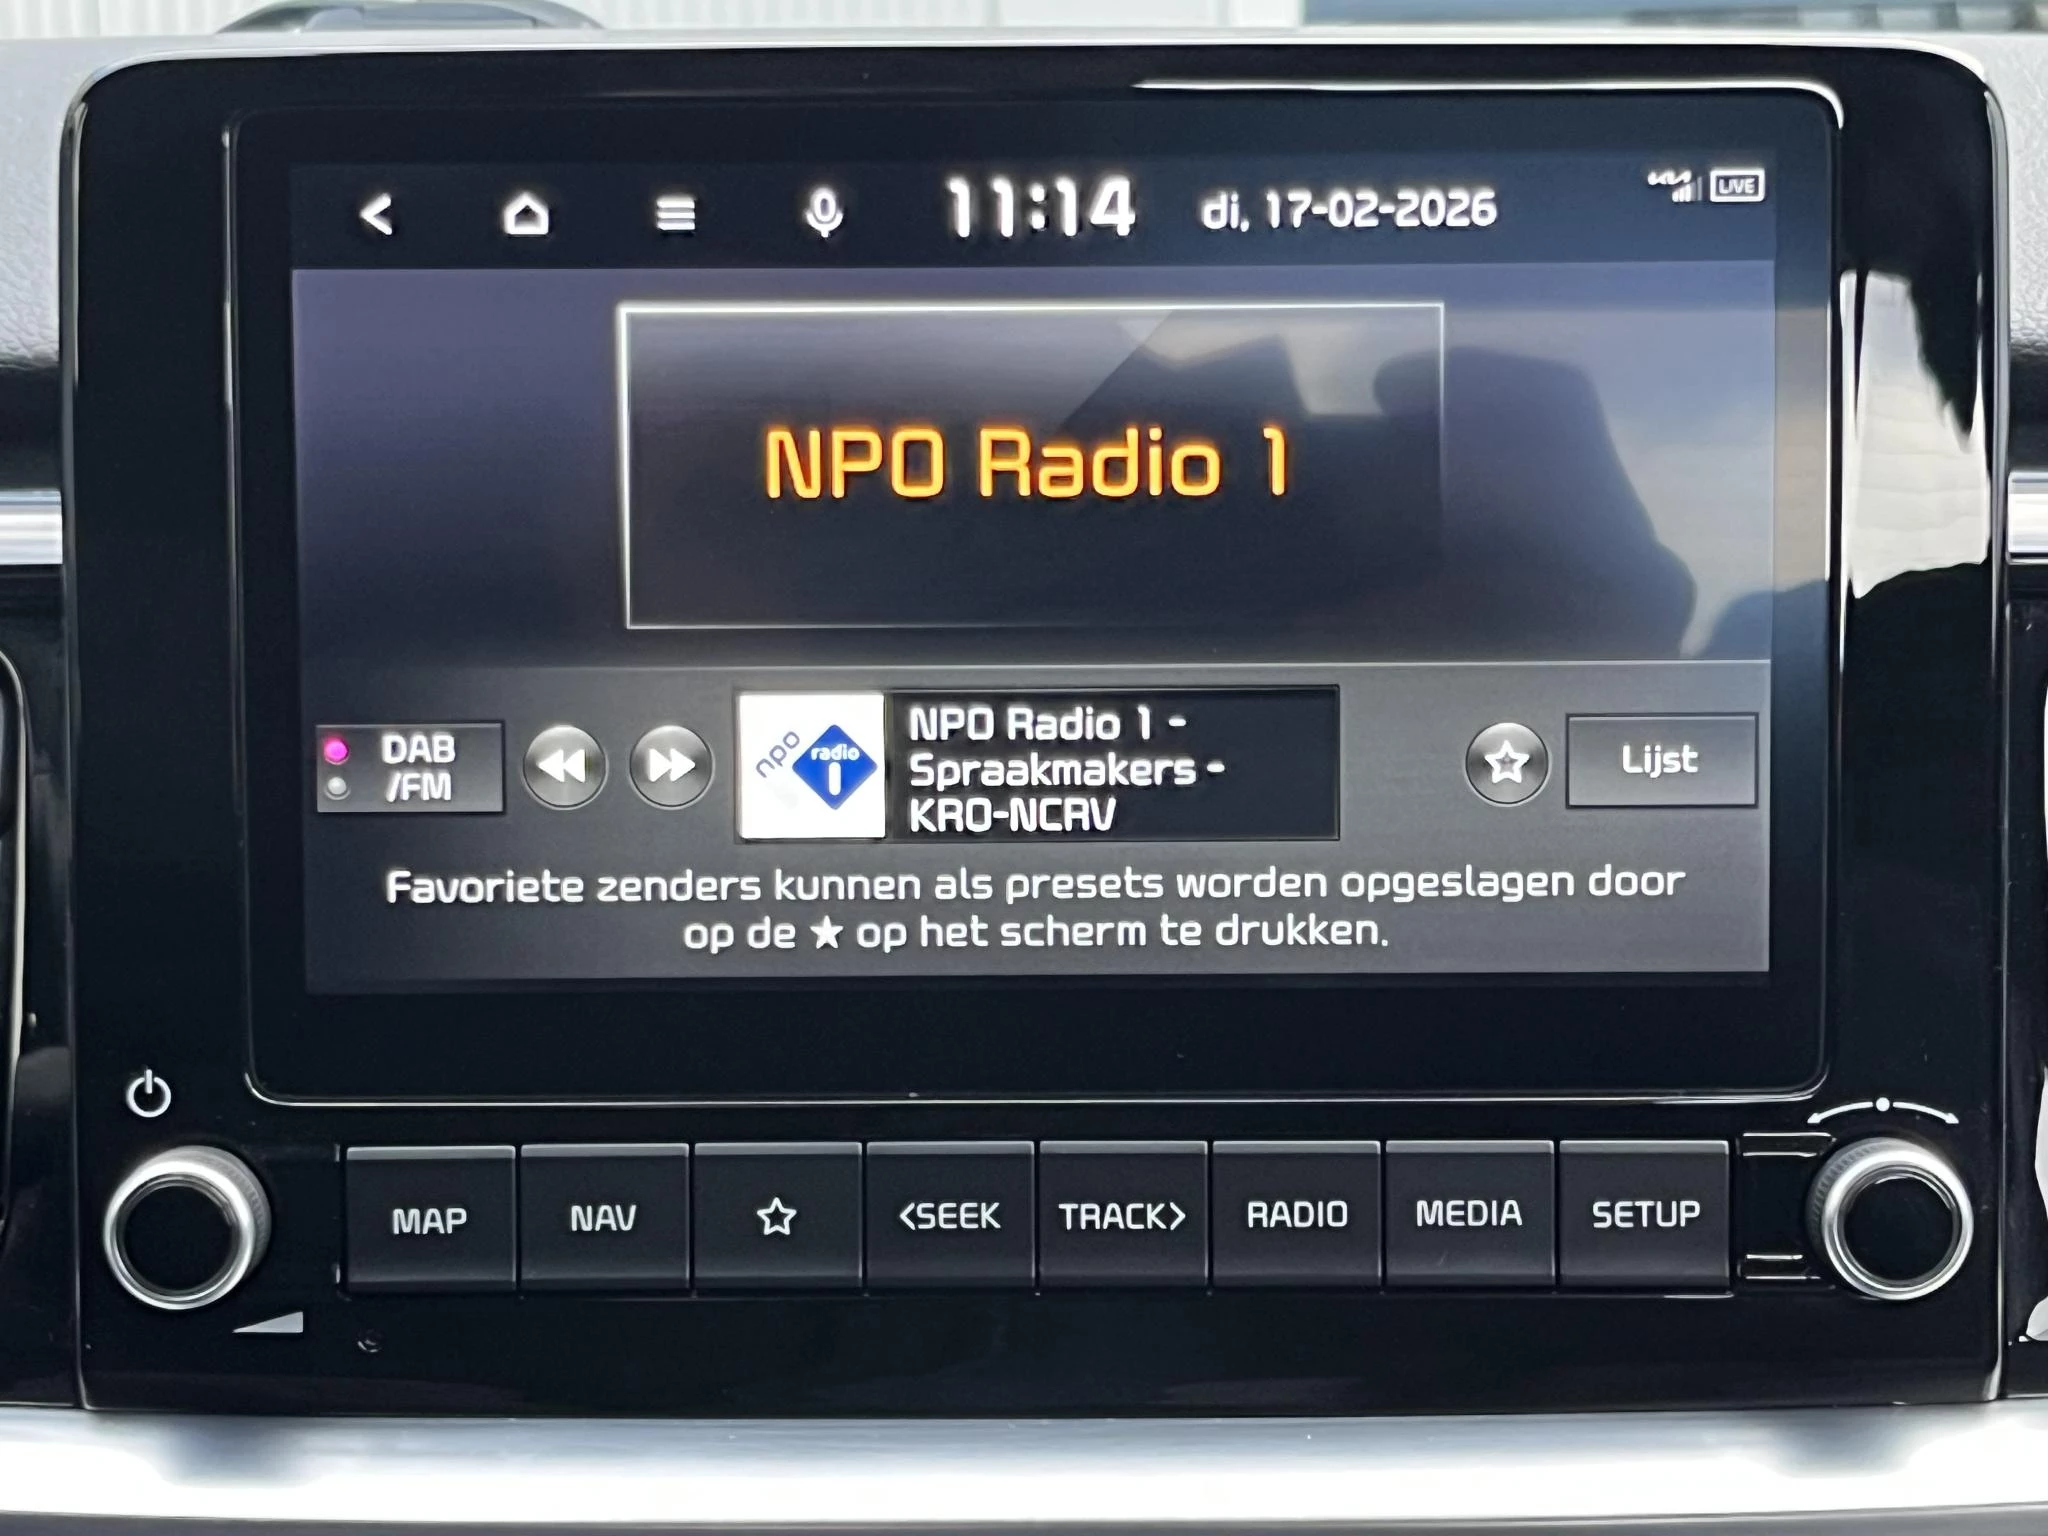 11:14 di, 17-02-2026 KIA LIVE
NPO Radio 1
DAB
/FM
npo radio 1
NPO Radio 1 -
Spraakmakers -
KRO-NCRV
Lijst
Favoriete zenders kunnen als presets worden opgeslagen door
op de ★ op het scherm te drukken.
MAP NAV <SEEK TRACK> RADIO MEDIA SETUP